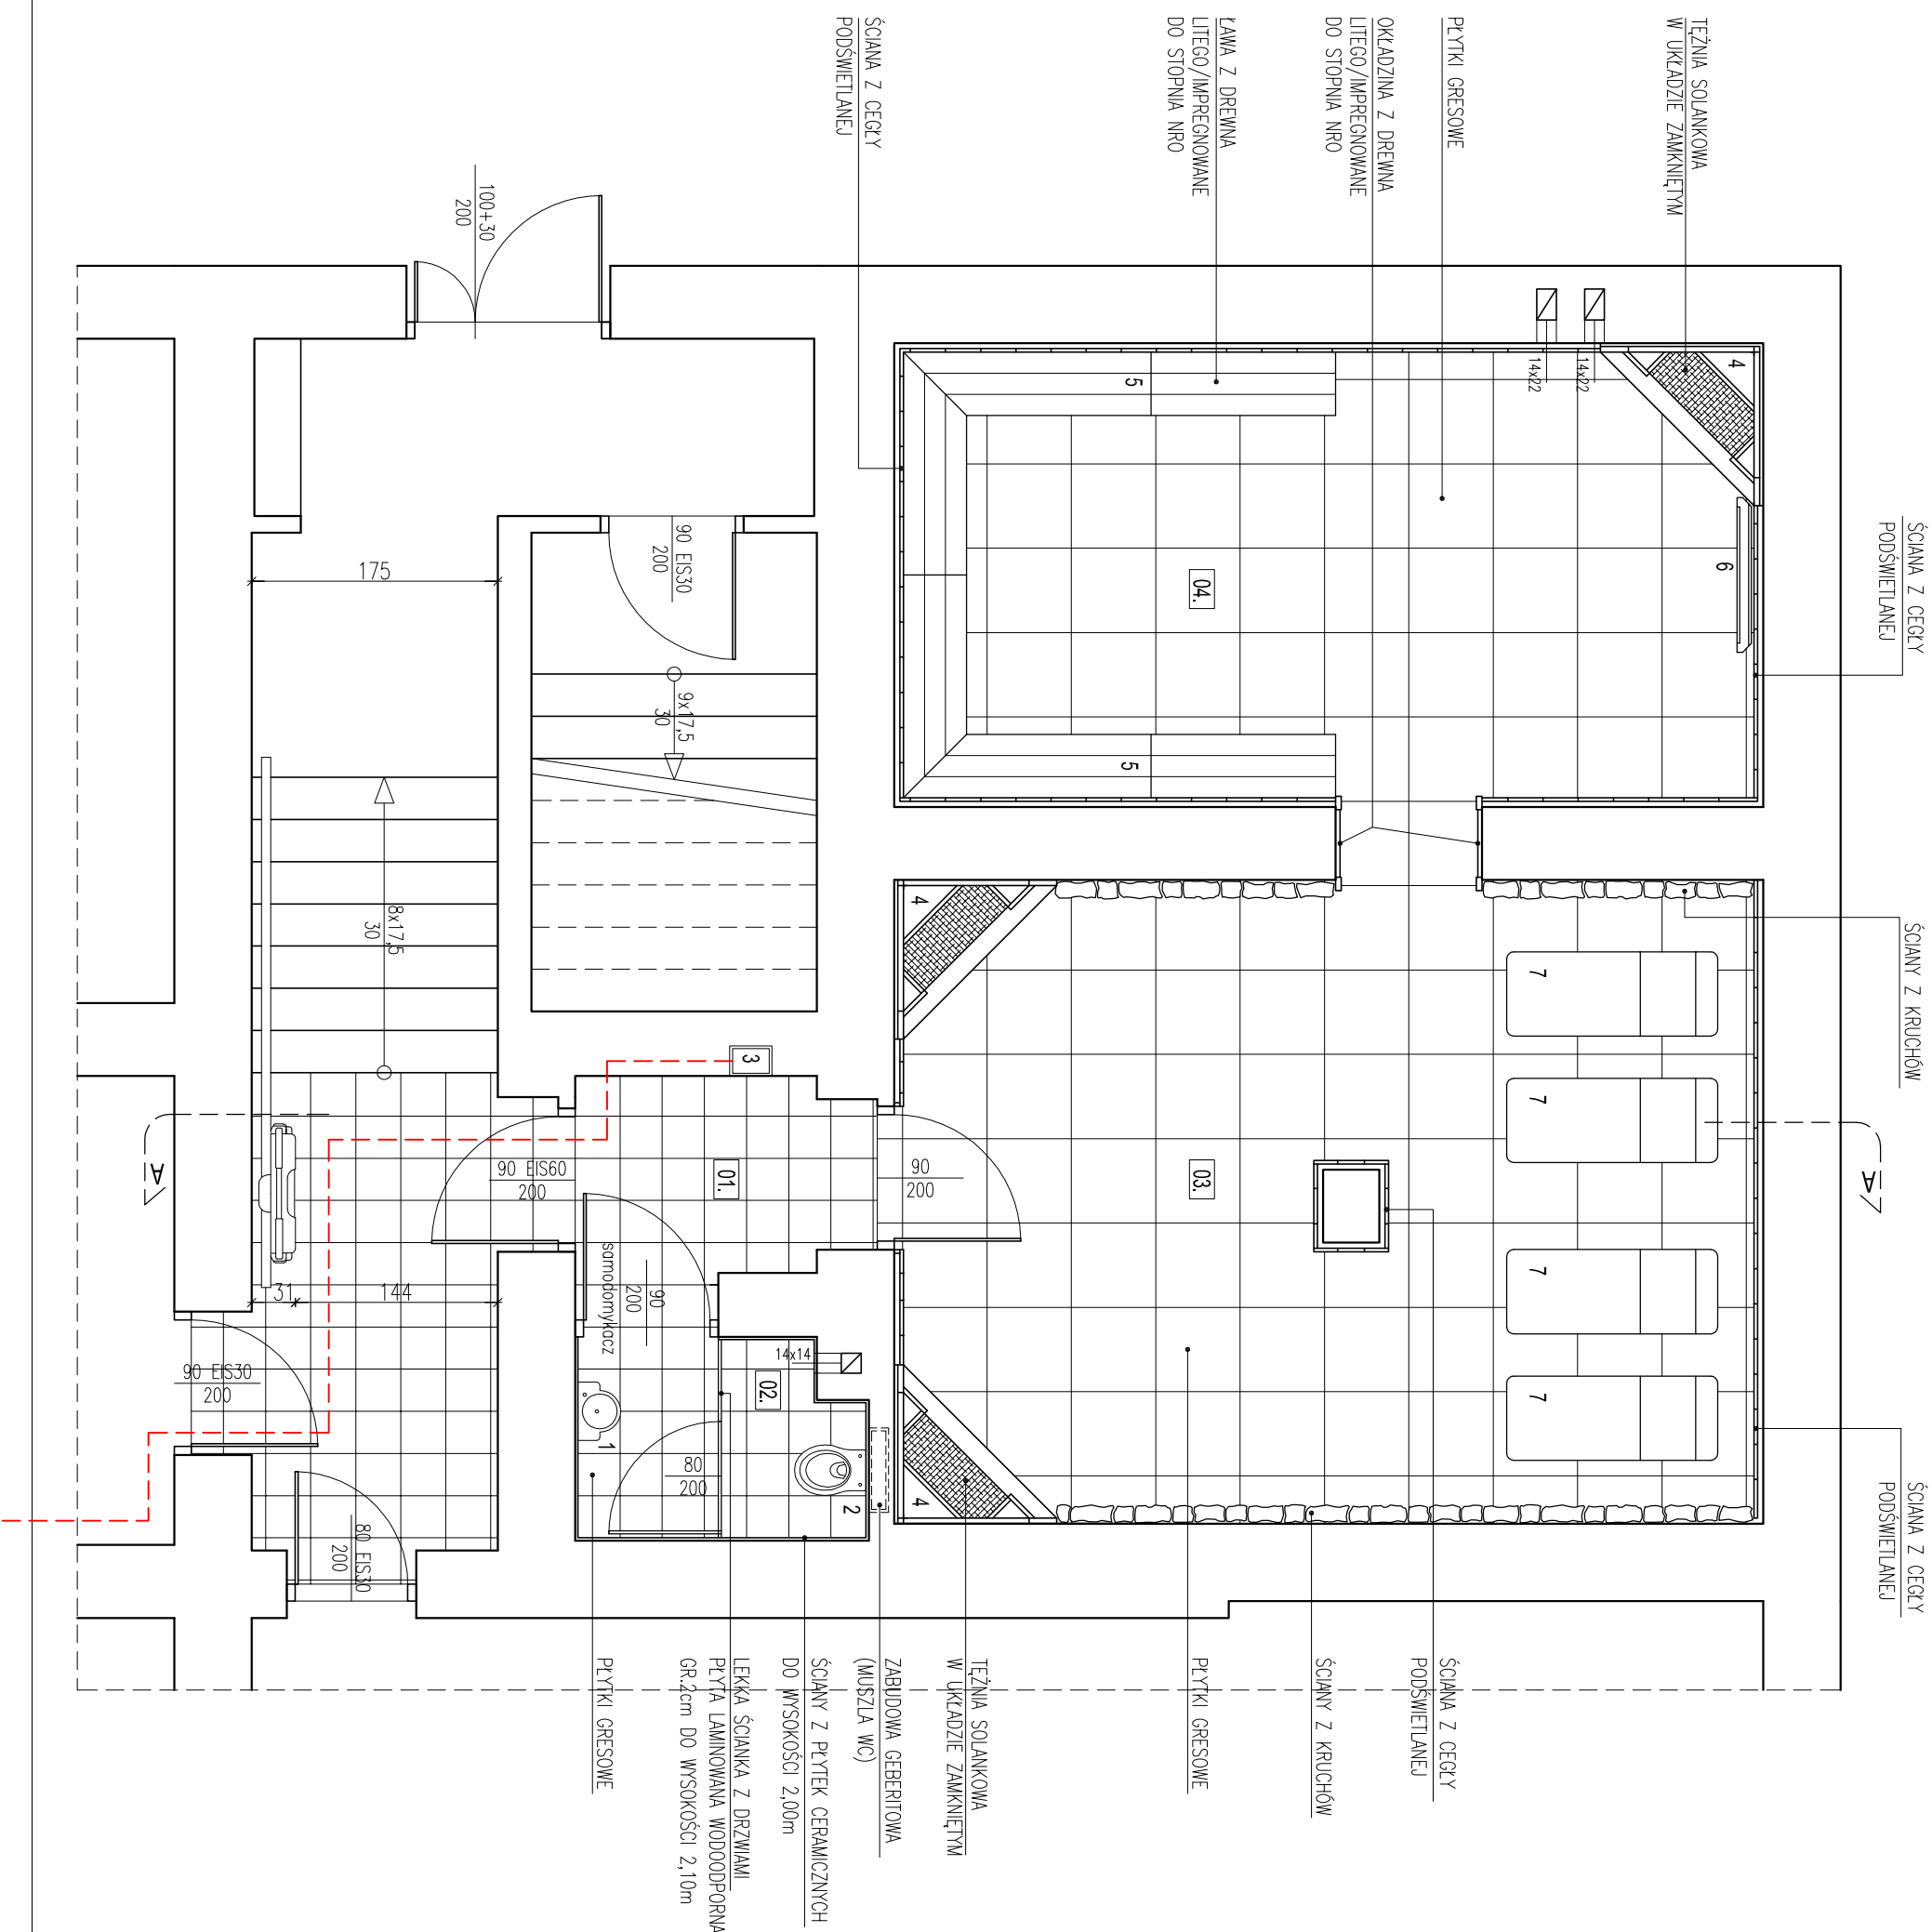 TĘŻNIA SOLANKOWA
W UKŁADZIE ZAMKNIĘTYM
PŁYTKI GRESOWE
OKŁADZINA Z DREWNA
LITEGO/IMPREGNOWANE
DO STOPNIA NRO
ŁAWA Z DREWNA
LITEGO/IMPREGNOWANE
DO STOPNIA NRO
ŚCIANA Z CEGŁY
PODŚWIETLANEJ
ŚCIANA Z CEGŁY
PODŚWIETLANEJ
ŚCIANY Z KRUCHÓW
ŚCIANA Z CEGŁY
PODŚWIETLANEJ
100+30
200
14x22
14x22
4
5
5
6
04.
90 EIS30
200
175
9x17,5
30
8x17,5
30
4
7
7
7
7
3
A
A
01.
03.
90 EIS60
200
90
200
31
144
90
200
samodomykacz
14x14
02.
90 EIS30
200
1
80
200
2
4
80 EIS30
200
ŚCIANA Z CEGŁY
PODŚWIETLANEJ
ŚCIANY Z KRUCHÓW
PŁYTKI GRESOWE
TĘŻNIA SOLANKOWA
W UKŁADZIE ZAMKNIĘTYM
ZABUDOWA GEBERITOWA
(MUSZLA WC)
ŚCIANY Z PŁYTEK CERAMICZNYCH
DO WYSOKOŚCI 2,00m
LEKKA ŚCIANKA Z DRZWIAMI
PŁYTA LAMINOWANA WODOODPORNA
GR.2cm DO WYSOKOŚCI 2,10m
PŁYTKI GRESOWE